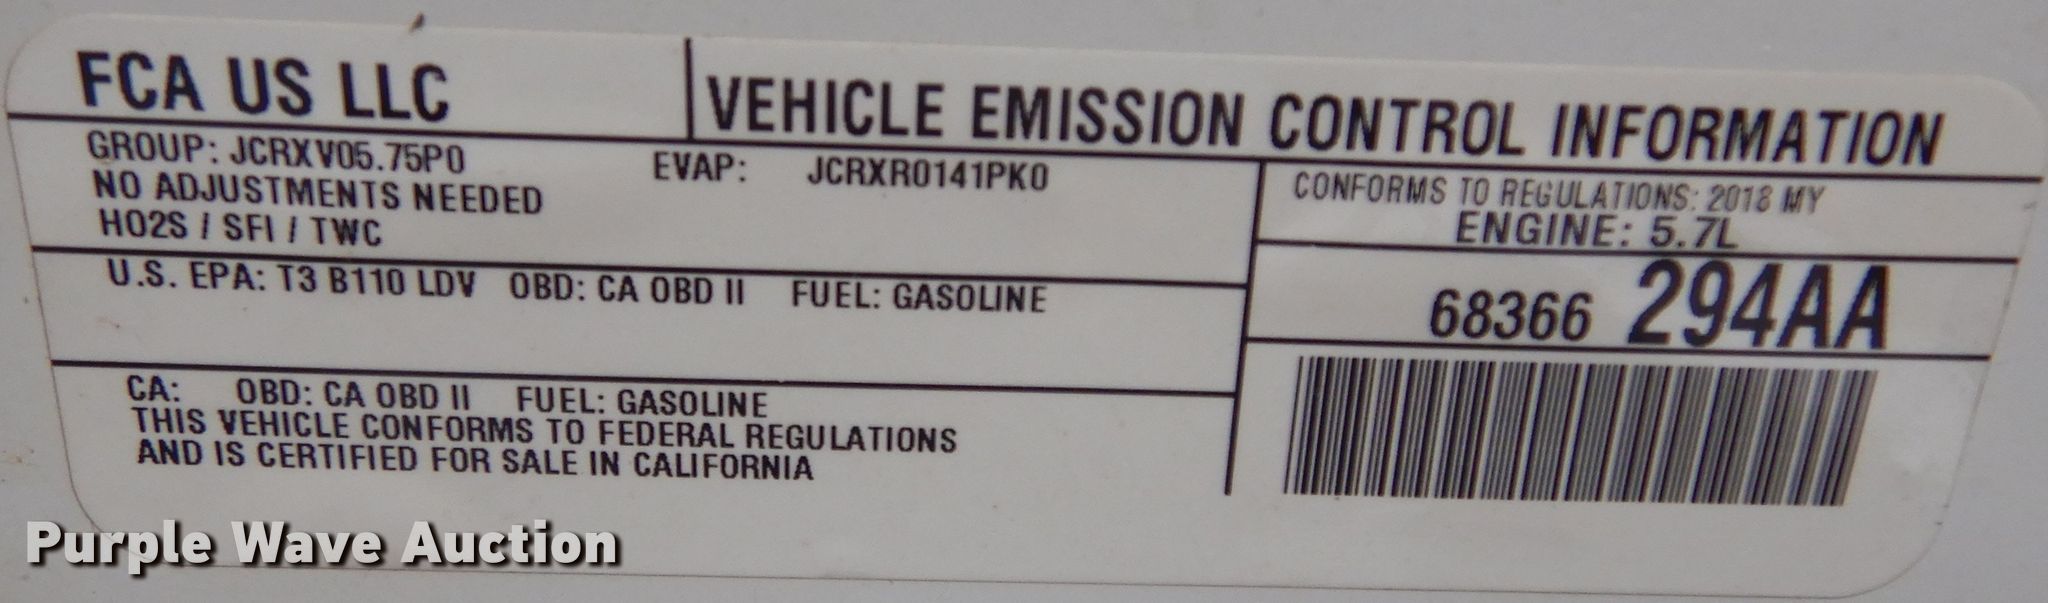 FCA US LLC
VEHICLE EMISSION CONTROL INFORMATION
GROUP: JCRXV05.75P0
EVAP: JCRXR0141PK0
NO ADJUSTMENTS NEEDED
HO2S / SFI / TWC
CONFORMS TO REGULATIONS: 2018 MY
ENGINE: 5.7L
U.S. EPA: T3 B110 LDV OBD: CA OBD II FUEL: GASOLINE
68366 294AA
CA: OBD: CA OBD II FUEL: GASOLINE
THIS VEHICLE CONFORMS TO FEDERAL REGULATIONS
AND IS CERTIFIED FOR SALE IN CALIFORNIA
Purple Wave Auction